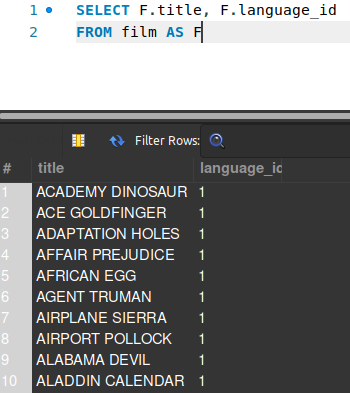 1 SELECT F.title, F.language_id
2 FROM film AS F
Filter Rows:
# title language_id
1 ACADEMY DINOSAUR 1
2 ACE GOLDFINGER 1
3 ADAPTATION HOLES 1
4 AFFAIR PREJUDICE 1
5 AFRICAN EGG 1
6 AGENT TRUMAN 1
7 AIRPLANE SIERRA 1
8 AIRPORT POLLOCK 1
9 ALABAMA DEVIL 1
10 ALADDIN CALENDAR 1